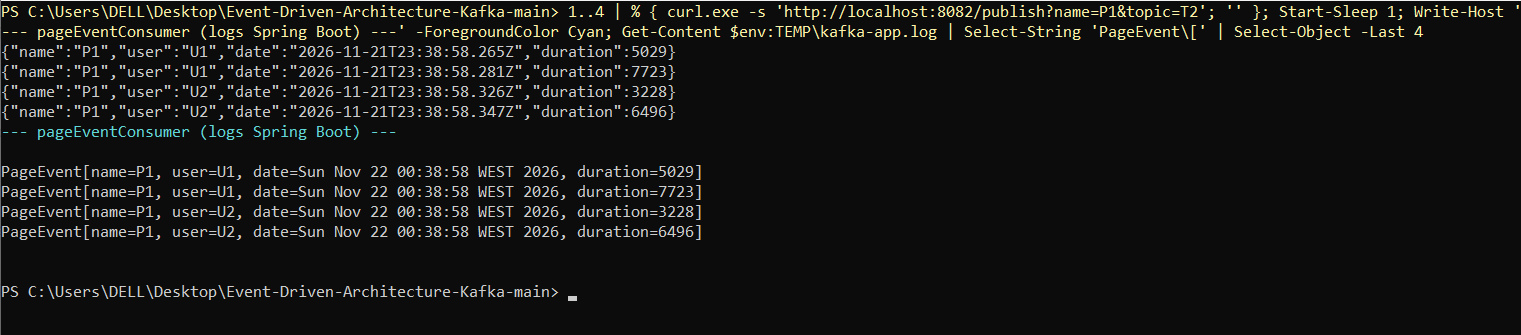 PS C:\Users\DELL\Desktop\Event-Driven-Architecture-Kafka-main> 1..4 | % { curl.exe -s 'http://localhost:8082/publish?name=P1&topic=T2'; '' }; Start-Sleep 1; Write-Host '
--- pageEventConsumer (logs Spring Boot) ---' -ForegroundColor Cyan; Get-Content $env:TEMP\kafka-app.log | Select-String 'PageEvent\[' | Select-Object -Last 4
{"name":"P1","user":"U1","date":"2026-11-21T23:38:58.265Z","duration":5029}
{"name":"P1","user":"U1","date":"2026-11-21T23:38:58.281Z","duration":7723}
{"name":"P1","user":"U2","date":"2026-11-21T23:38:58.326Z","duration":3228}
{"name":"P1","user":"U2","date":"2026-11-21T23:38:58.347Z","duration":6496}
--- pageEventConsumer (logs Spring Boot) ---
PageEvent[name=P1, user=U1, date=Sun Nov 22 00:38:58 WEST 2026, duration=5029]
PageEvent[name=P1, user=U1, date=Sun Nov 22 00:38:58 WEST 2026, duration=7723]
PageEvent[name=P1, user=U2, date=Sun Nov 22 00:38:58 WEST 2026, duration=3228]
PageEvent[name=P1, user=U2, date=Sun Nov 22 00:38:58 WEST 2026, duration=6496]
PS C:\Users\DELL\Desktop\Event-Driven-Architecture-Kafka-main>